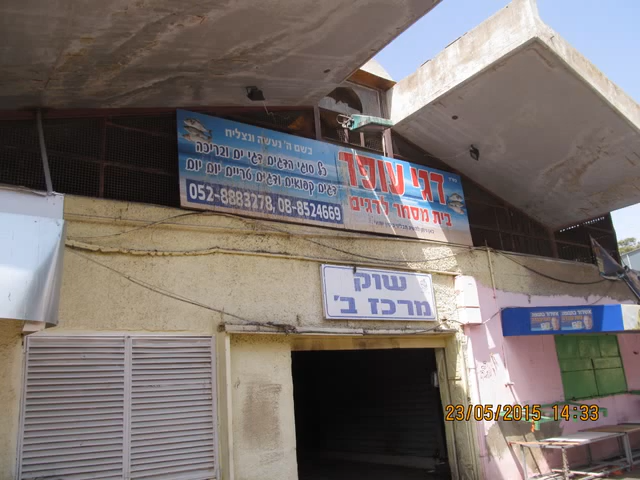 בשם ה' נעשה ונצליח
כל סוגי הדגים דגי ים ובריכה
דגים קפואים ודגים טריים יום יום
052-8883278, 08-8524669
דגי עופר
בית מסחר לדגים
שוק
מרכז ב'
23/05/2015 14:33